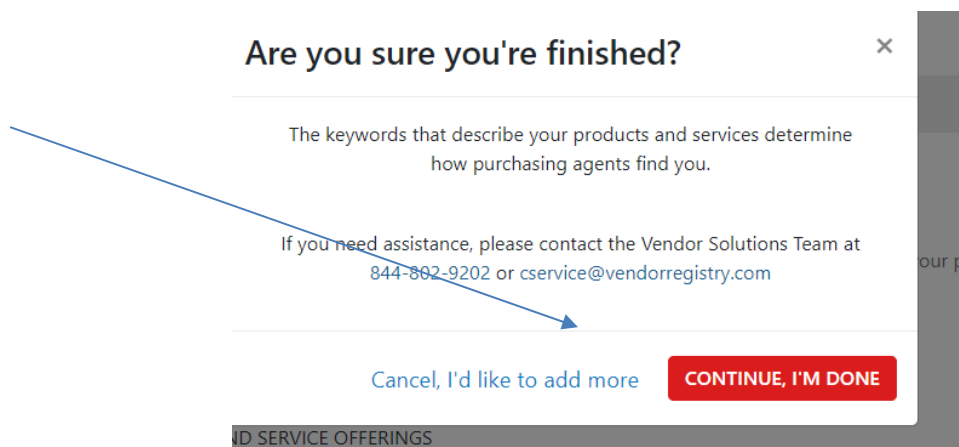 Are you sure you're finished?
×
The keywords that describe your products and services determine
how purchasing agents find you.
If you need assistance, please contact the Vendor Solutions Team at
844-802-9202 or cservice@vendorregistry.com
our p
Cancel, I'd like to add more
CONTINUE, I'M DONE
ND SERVICE OFFERINGS